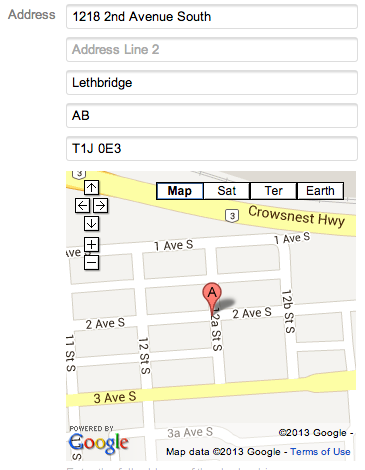 Address
1218 2nd Avenue South
Address Line 2
Lethbridge
AB
T1J 0E3
3
Map Sat Ter Earth
3
Crowsnest Hwy
1 Ave S
Ave S
1 Ave S
A
2 Ave S
2 Ave S
11 St S
12 St S
12a St S
12b St S
3 Ave S
3a Ave S
POWERED BY
Google
©2013 Google -
Map data ©2013 Google - Terms of Use